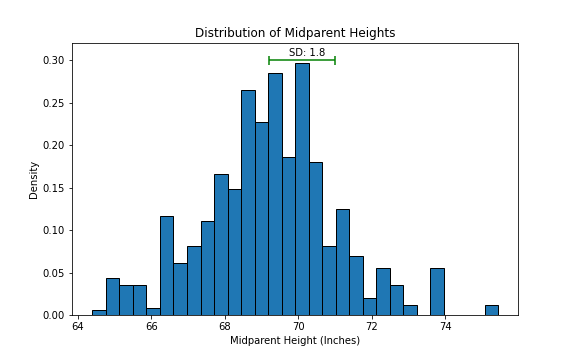 Distribution of Midparent Heights
SD: 1.8
0.30
0.25
0.20
0.15
0.10
0.05
0.00
Density
64 66 68 70 72 74
Midparent Height (Inches)